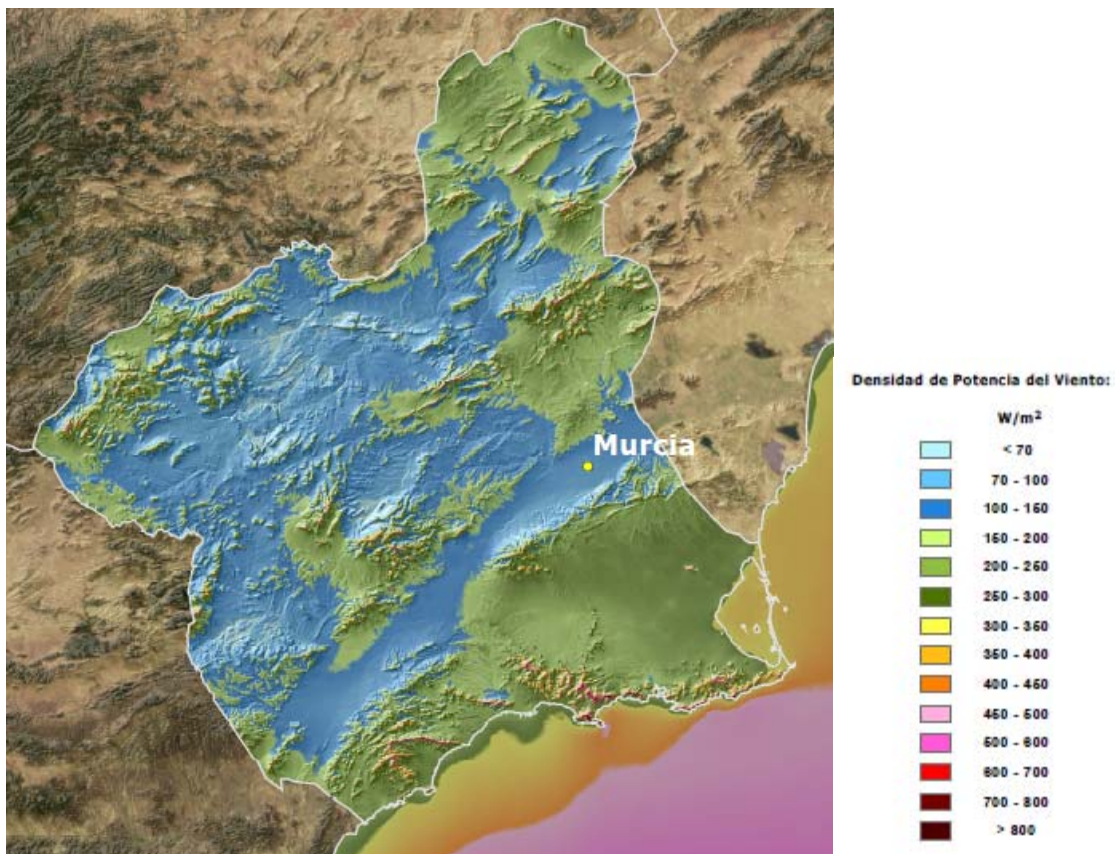 Murcia
Densidad de Potencia del Viento:
W/m²
< 70
70 - 100
100 - 150
150 - 200
200 - 250
250 - 300
300 - 350
350 - 400
400 - 450
450 - 500
500 - 600
600 - 700
700 - 800
> 800